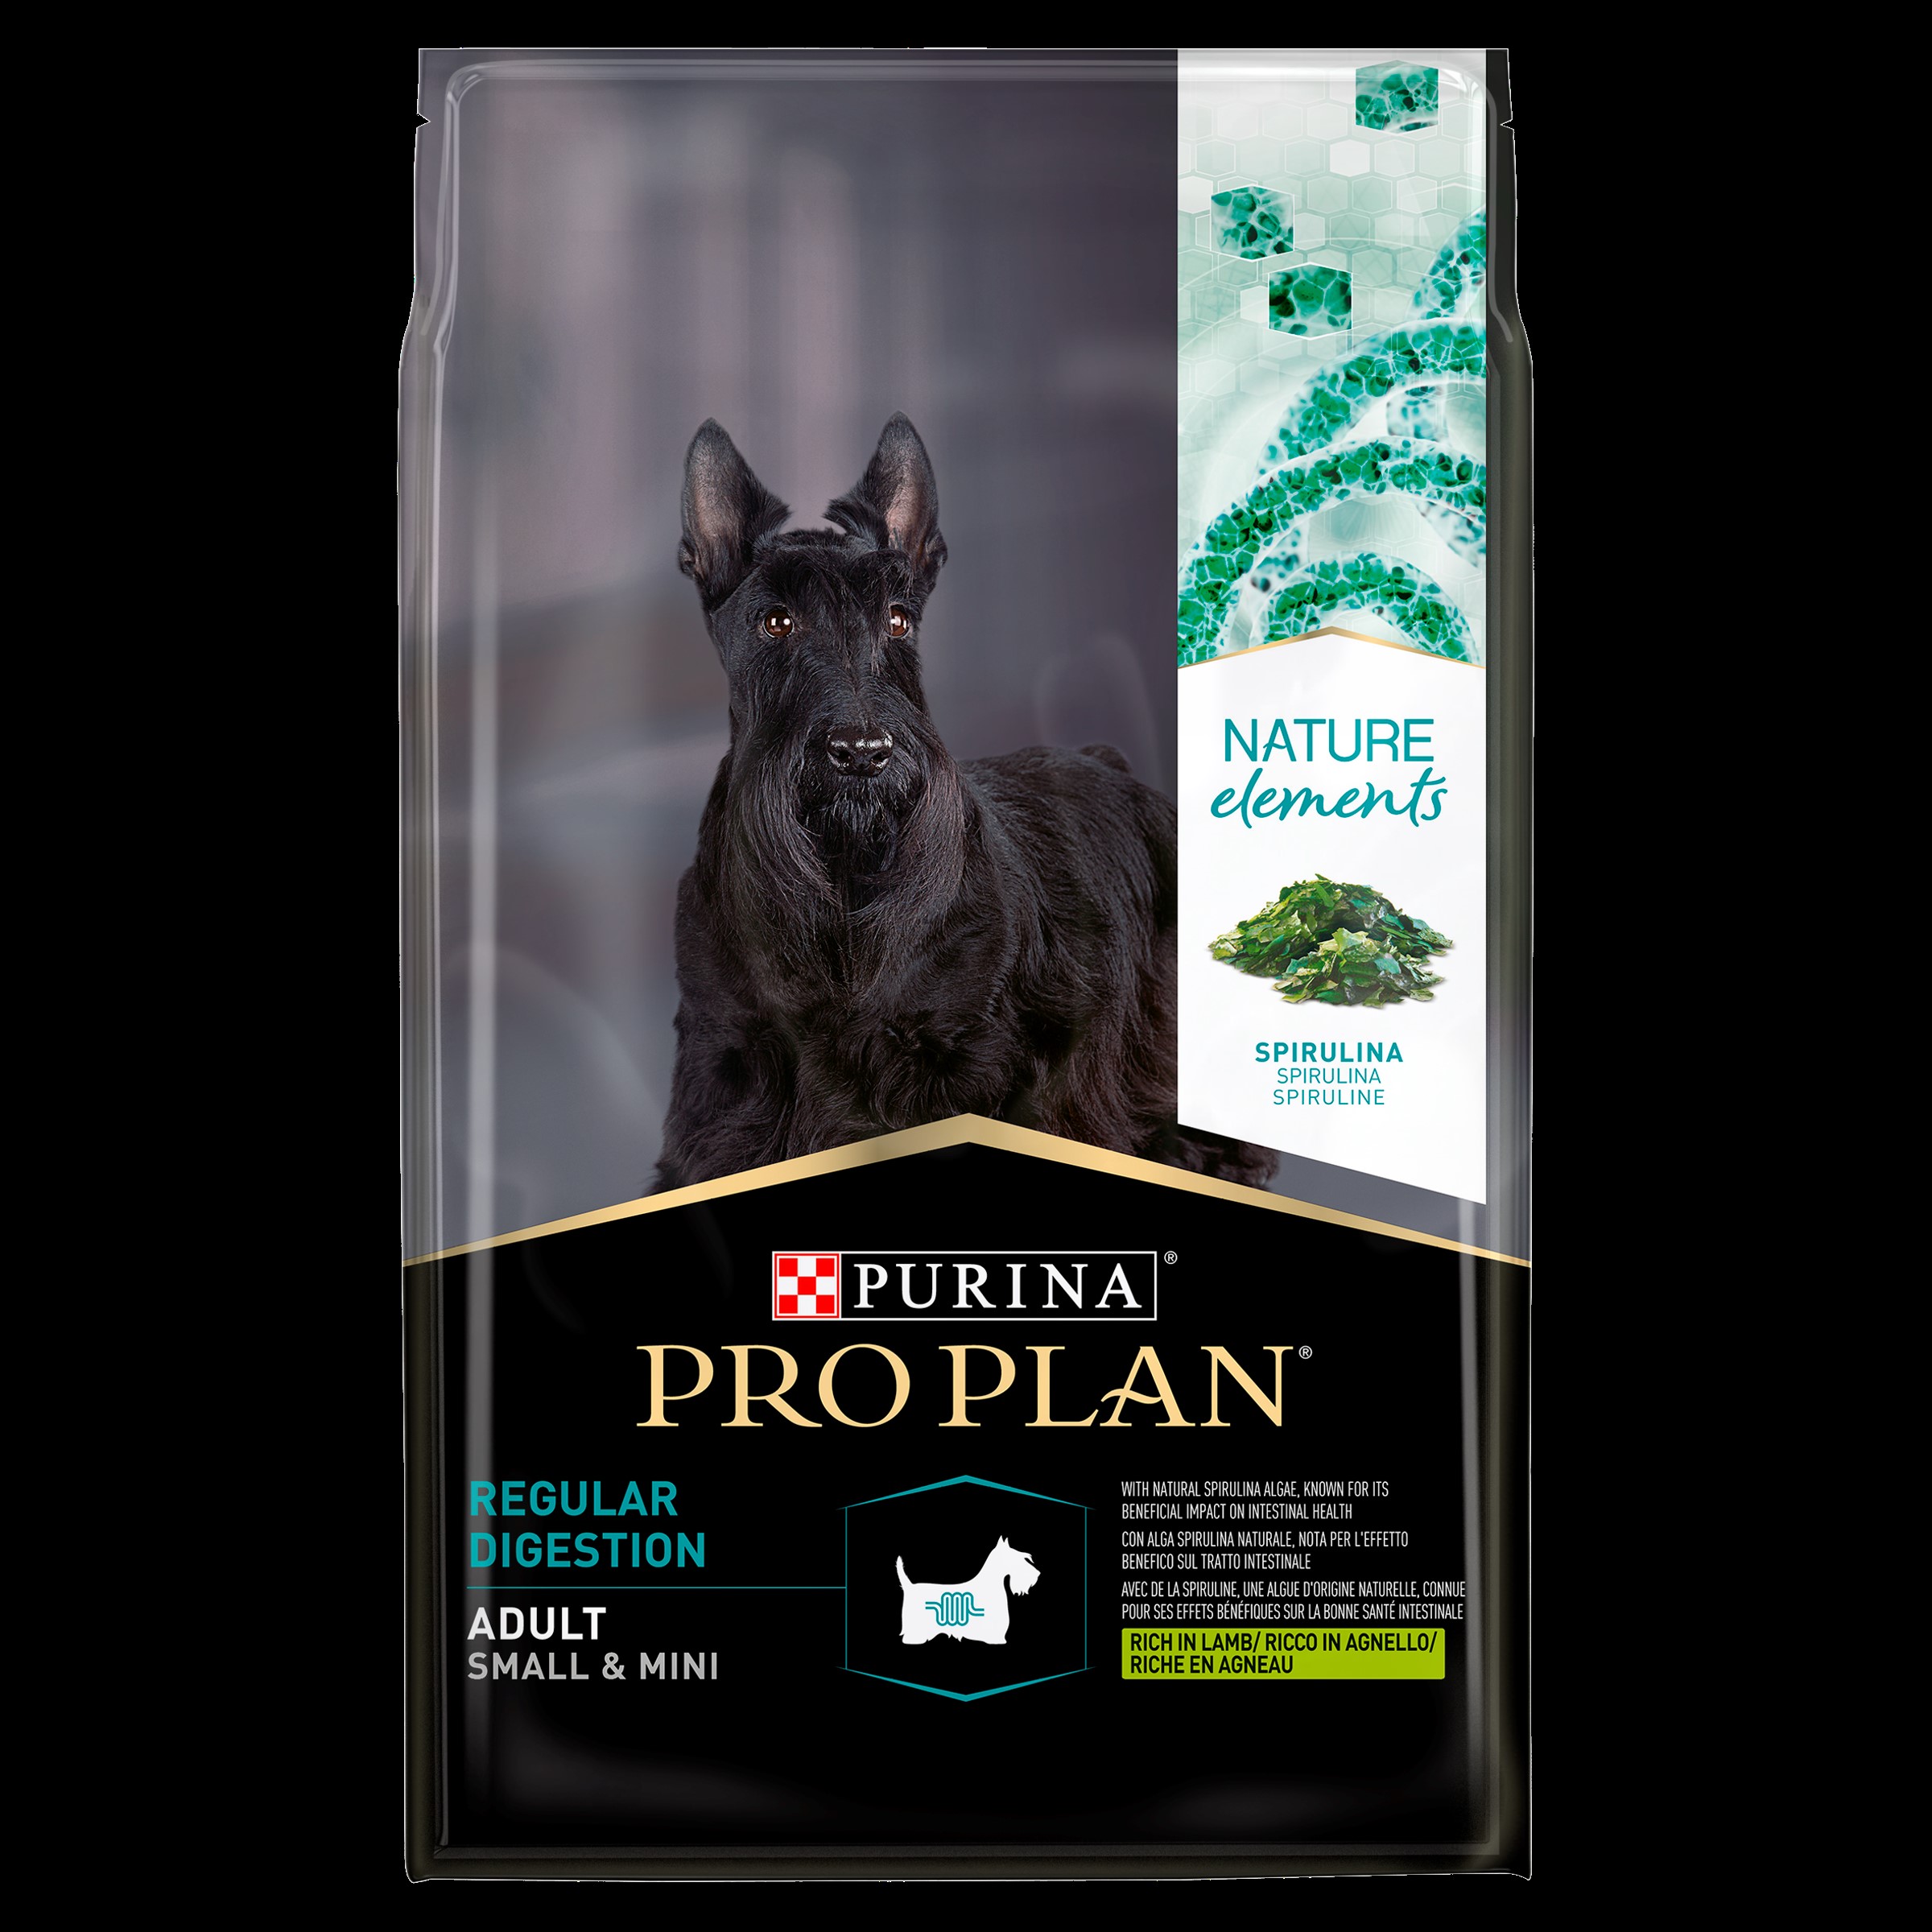 NATURE
elements
SPIRULINA
SPIRULINA
SPIRULINE
PURINA®
PRO PLAN®
REGULAR
DIGESTION
ADULT
SMALL & MINI
WITH NATURAL SPIRULINA ALGAE, KNOWN FOR ITS
BENEFICIAL IMPACT ON INTESTINAL HEALTH
CON ALGA SPIRULINA NATURALE, NOTA PER L'EFFETTO
BENEFICO SUL TRATTO INTESTINALE
AVEC DE LA SPIRULINE, UNE ALGUE D'ORIGINE NATURELLE, CONNUE
POUR SES EFFETS BÉNÉFIQUES SUR LA BONNE SANTÉ INTESTINALE
RICH IN LAMB/ RICCO IN AGNELLO/
RICHE EN AGNEAU